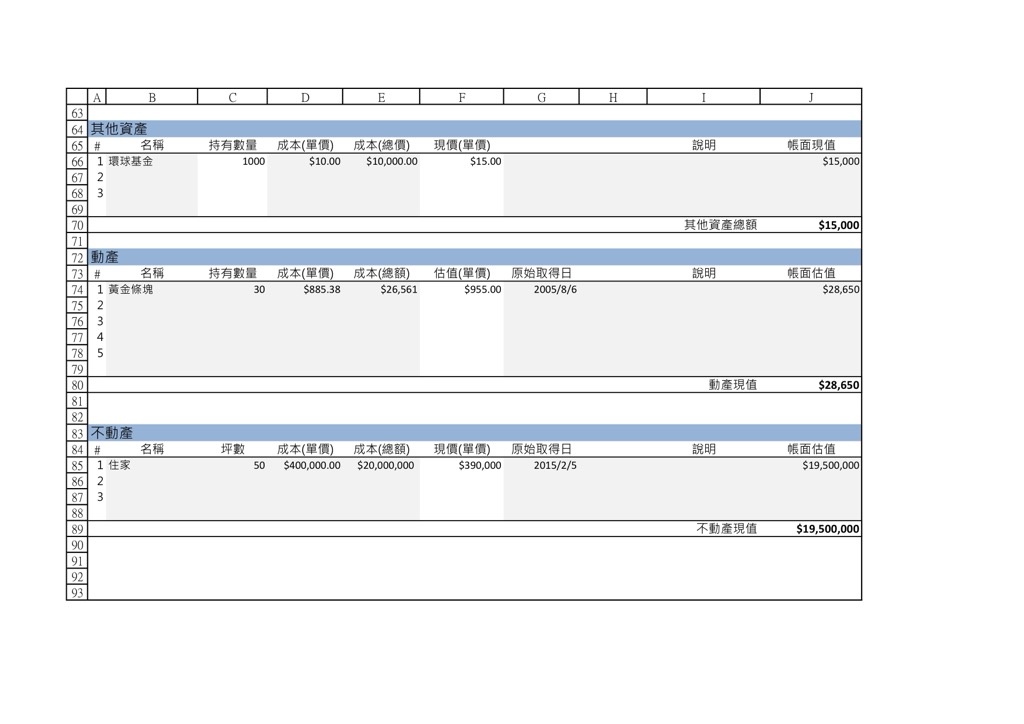 A B C D E F G H I J
63
64 其他資產
65 # 名稱 持有數量 成本(單價) 成本(總價) 現價(單價) 說明 帳面現值
66 1 環球基金 1000 $10.00 $10,000.00 $15.00 $15,000
67 2
68 3
69
70 其他資產總額 $15,000
71
72 動產
73 # 名稱 持有數量 成本(單價) 成本(總額) 估值(單價) 原始取得日 說明 帳面估值
74 1 黃金條塊 30 $885.38 $26,561 $955.00 2005/8/6 $28,650
75 2
76 3
77 4
78 5
79
80 動產現值 $28,650
81
82
83 不動產
84 # 名稱 坪數 成本(單價) 成本(總額) 現價(單價) 原始取得日 說明 帳面估值
85 1 住家 50 $400,000.00 $20,000,000 $390,000 2015/2/5 $19,500,000
86 2
87 3
88
89 不動產現值 $19,500,000
90
91
92
93